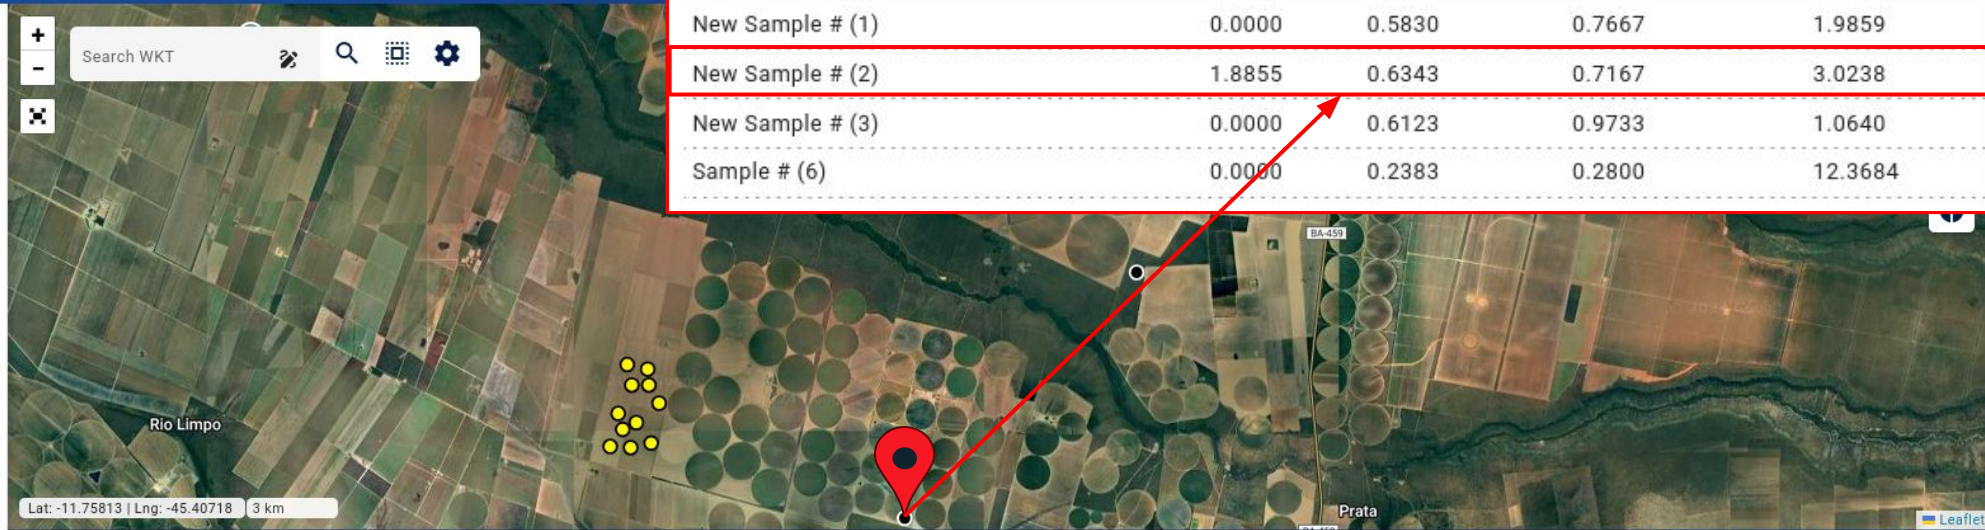 +
−
Search WKT
New Sample # (1) 0.0000 0.5830 0.7667 1.9859
New Sample # (2) 1.8855 0.6343 0.7167 3.0238
New Sample # (3) 0.0000 0.6123 0.9733 1.0640
Sample # (6) 0.0000 0.2383 0.2800 12.3684
BA-459
Rio Limpo
Lat: -11.75813 | Lng: -45.40718 3 km
Prata
Leaflet